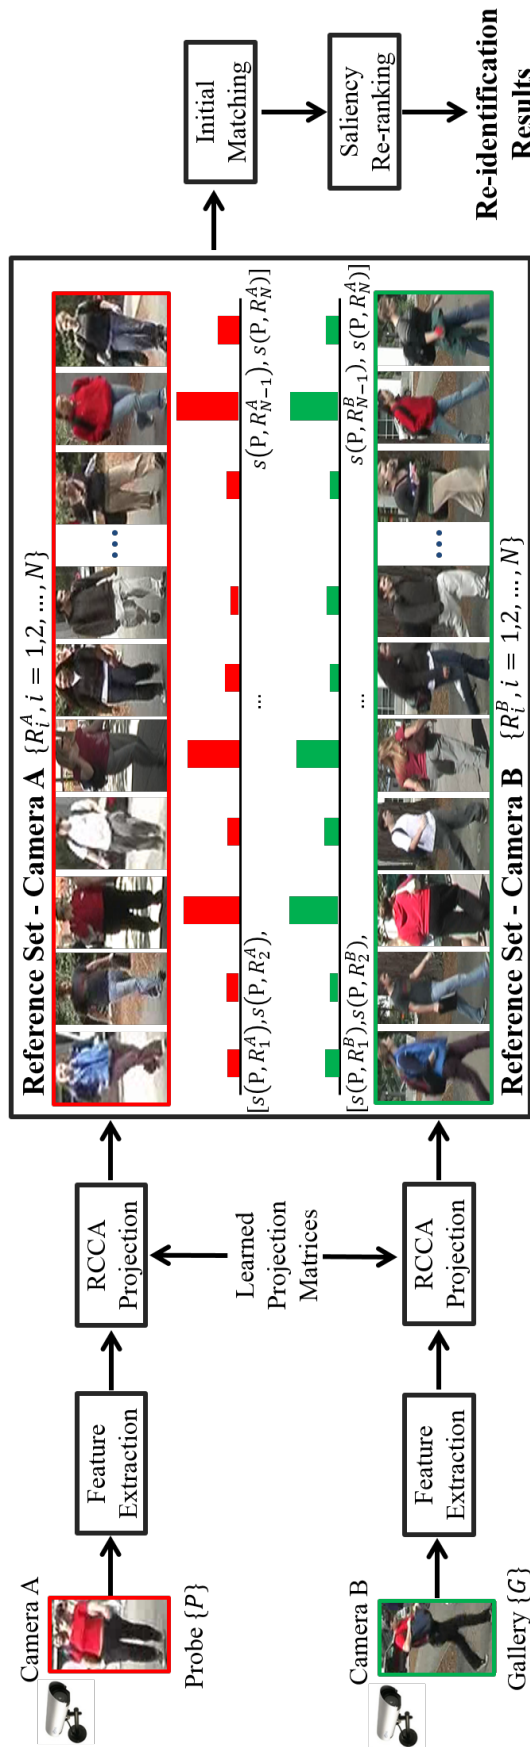 Camera A
Probe {P}
Feature
Extraction
RCCA
Projection
Camera B
Gallery {G}
Feature
Extraction
RCCA
Projection
Learned
Projection
Matrices
Reference Set - Camera A {R_i^A, i = 1,2, ..., N}
....
[s(P, R_1^A), s(P, R_2^A), ... s(P, R_{N-1}^A), s(P, R_N^A)]
[s(P, R_1^B), s(P, R_2^B), ... s(P, R_{N-1}^B), s(P, R_N^A)]
....
Reference Set - Camera B {R_i^B, i = 1,2, ..., N}
Initial
Matching
Saliency
Re-ranking
Re-identification
Results